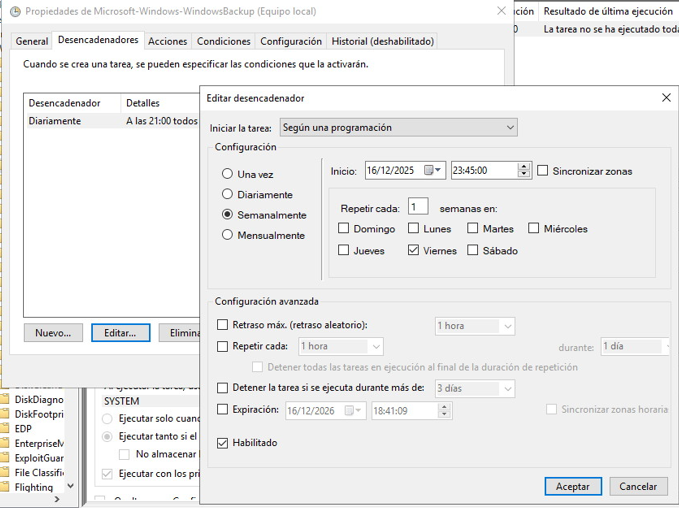 Propiedades de Microsoft-Windows-WindowsBackup (Equipo local)
Resultado de última ejecución
La tarea no se ha ejecutado
General Desencadenadores Acciones Condiciones Configuración Historial (deshabilitado)
Cuando se crea una tarea, se pueden especificar las condiciones que la activarán.
Desencadenador Detalles
Diariamente A las 21:00 todos
Nuevo... Editar...
Editar desencadenador
Iniciar la tarea: Según una programación
Configuración
Una vez
Diariamente
Semanalmente
Mensualmente
Inicio: 16/12/2025 23:45:00 Sincronizar zonas
Repetir cada: 1 semanas en:
Domingo Lunes Martes Miércoles
Jueves Viernes Sábado
Configuración avanzada
Retraso máx. (retraso aleatorio): 1 hora
Repetir cada: 1 hora durante: 1 día
Detener todas las tareas en ejecución al final de la duración de repetición
Detener la tarea si se ejecuta durante más de: 3 días
Expiración: 16/12/2026 18:41:09 Sincronizar zonas horaria
Habilitado
Aceptar Cancelar
DiskDiagno
DiskFootpri
EDP
EnterpriseM
ExploitGuar
File Classifi
Flighting
SYSTEM
Ejecutar solo cuand
Ejecutar tanto si el
No almacenar
Ejecutar con los pri